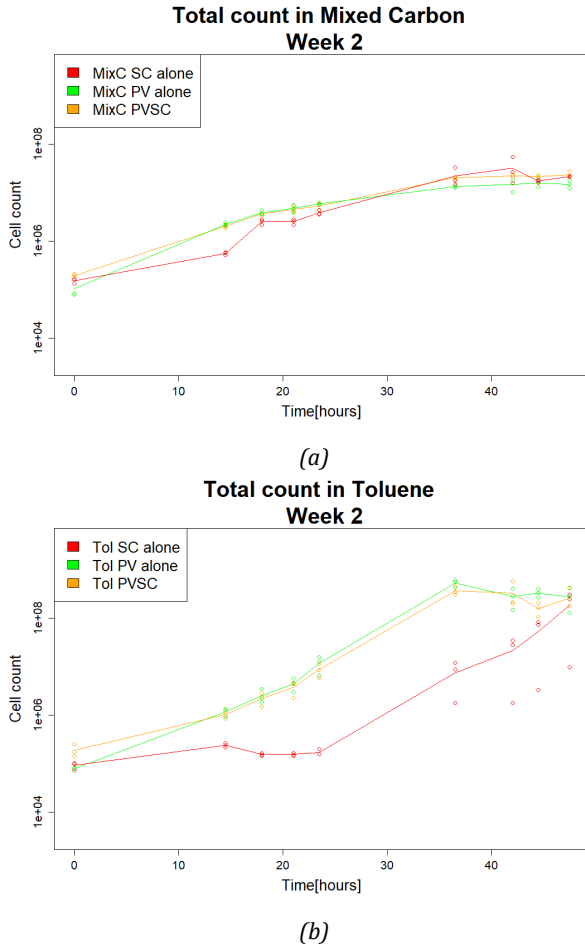 Total count in Mixed Carbon
Week 2
MixC SC alone
MixC PV alone
MixC PVSC
Cell count
1e+08
1e+06
1e+04
0 10 20 30 40
Time[hours]
(a)
Total count in Toluene
Week 2
Tol SC alone
Tol PV alone
Tol PVSC
Cell count
1e+08
1e+06
1e+04
0 10 20 30 40
Time[hours]
(b)